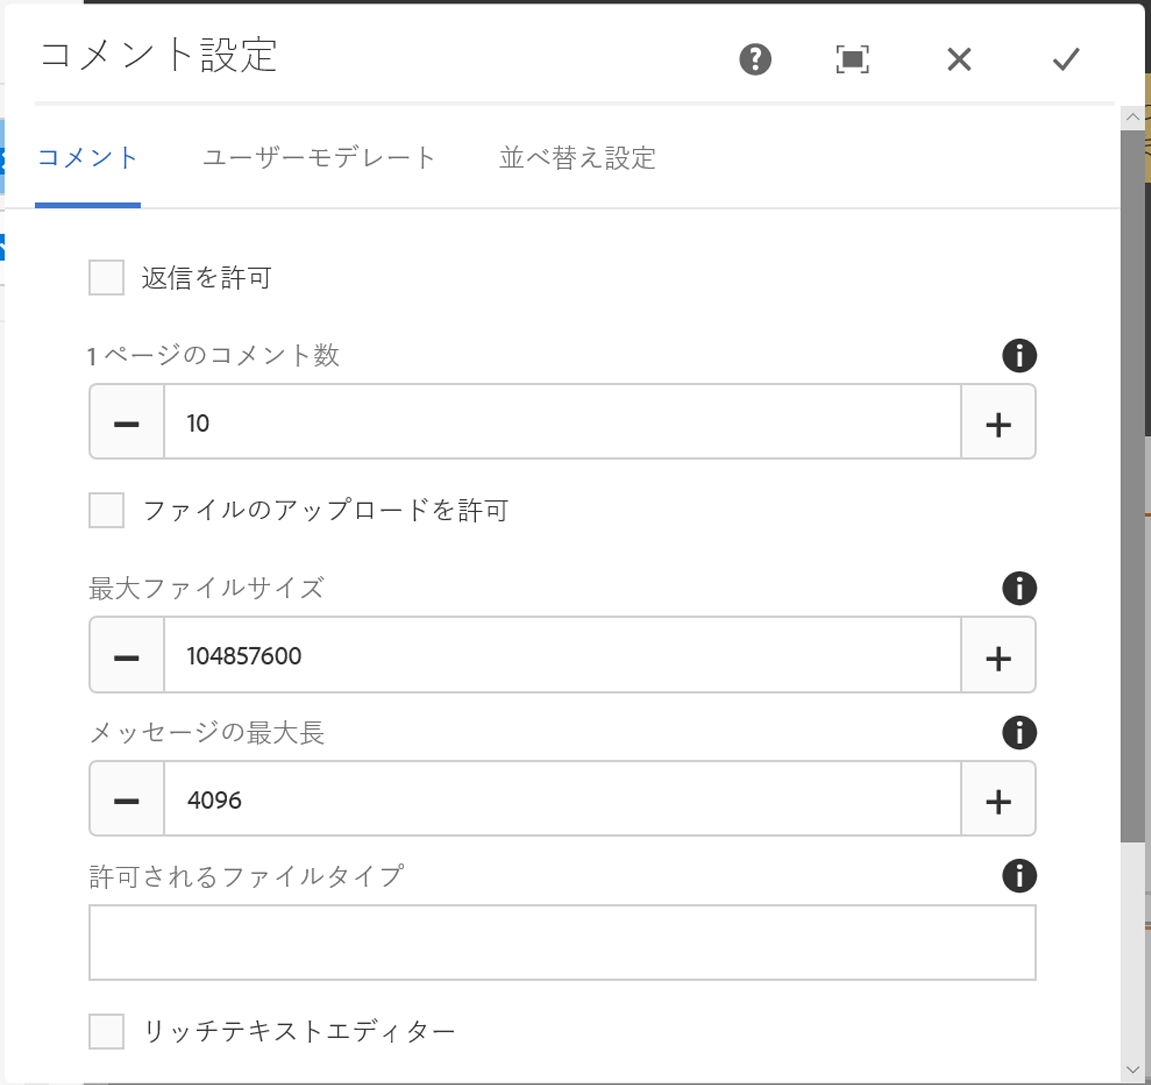 コメント設定
コメント ユーザーモデレート 並べ替え設定
返信を許可
1 ページのコメント数
10
ファイルのアップロードを許可
最大ファイルサイズ
104857600
メッセージの最大長
4096
許可されるファイルタイプ
リッチテキストエディター